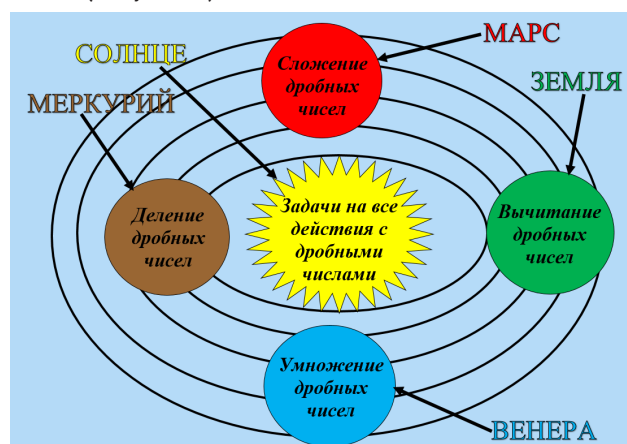 МАРС
СОЛНЦЕ
Сложение
дробных
чисел
ЗЕМЛЯ
МЕРКУРИЙ
Деление
дробных
чисел
Задачи на все
действия с
дробными
числами
Вычитание
дробных
чисел
Умножение
дробных
чисел
ВЕНЕРА